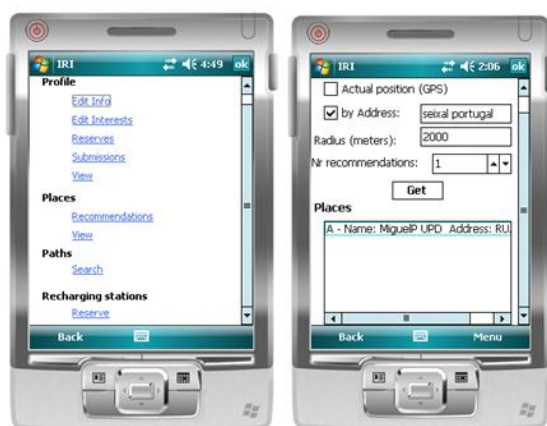 IRI 4:49 ok
Profile
Edit Info
Edit Interests
Reserves
Submissions
View
Places
Recommendations
View
Paths
Search
Recharging stations
Reserve
Back
IRI 2:06 ok
Actual position (GPS)
by Address: seixal portugal
Radius (meters): 2000
Nr recommendations: 1
Get
Places
A - Name: MiguelP UPD Address: RU
Back Menu